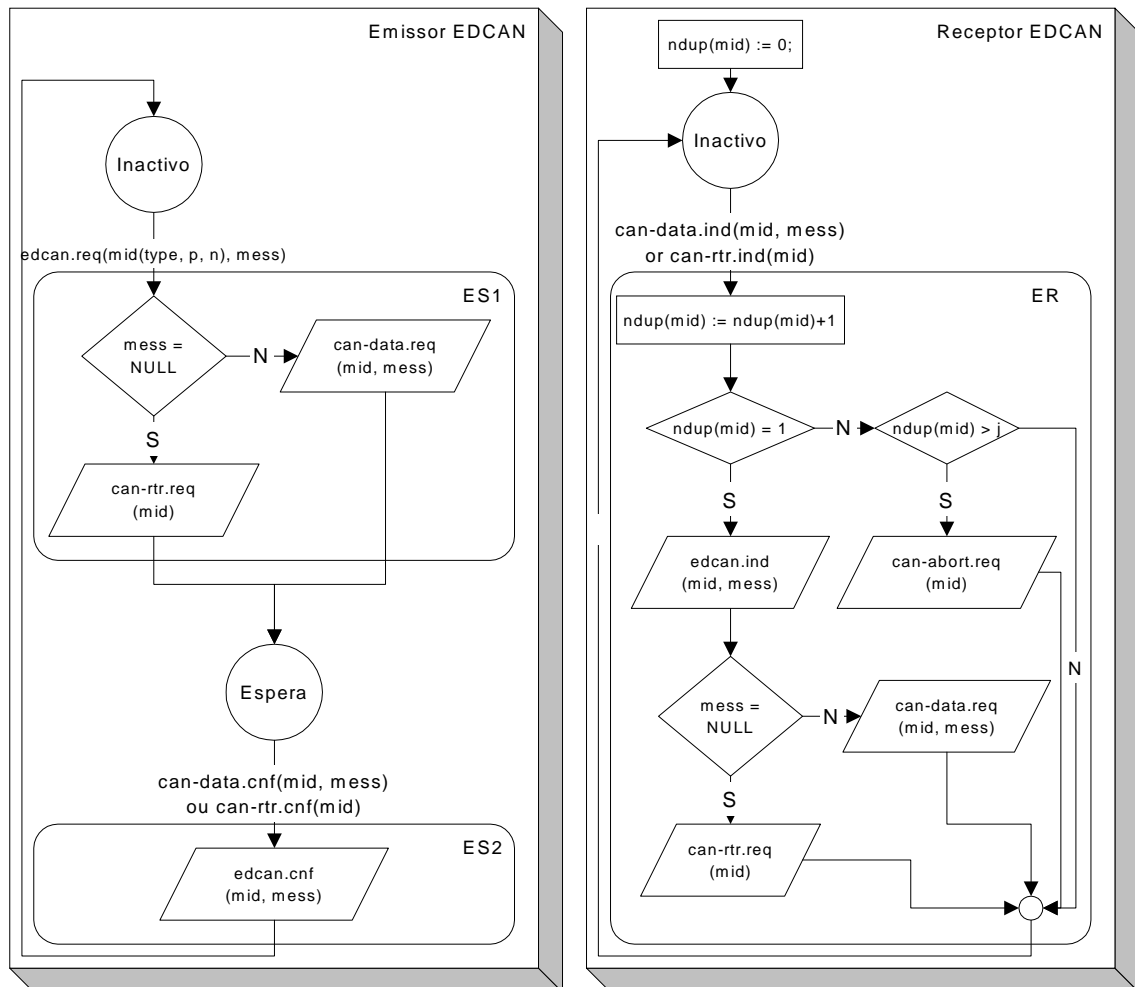 Emissor EDCAN
Inactivo
edcan.req(mid(type, p, n), mess)
ES1
mess =
NULL
N
can-data.req
(mid, mess)
S
can-rtr.req
(mid)
Espera
can-data.cnf(mid, mess)
ou can-rtr.cnf(mid)
ES2
edcan.cnf
(mid, mess)
Receptor EDCAN
ndup(mid) := 0;
Inactivo
can-data.ind(mid, mess)
or can-rtr.ind(mid)
ER
ndup(mid) := ndup(mid)+1
ndup(mid) = 1
N
ndup(mid) > j
S
S
edcan.ind
(mid, mess)
can-abort.req
(mid)
N
mess =
NULL
N
can-data.req
(mid, mess)
S
can-rtr.req
(mid)